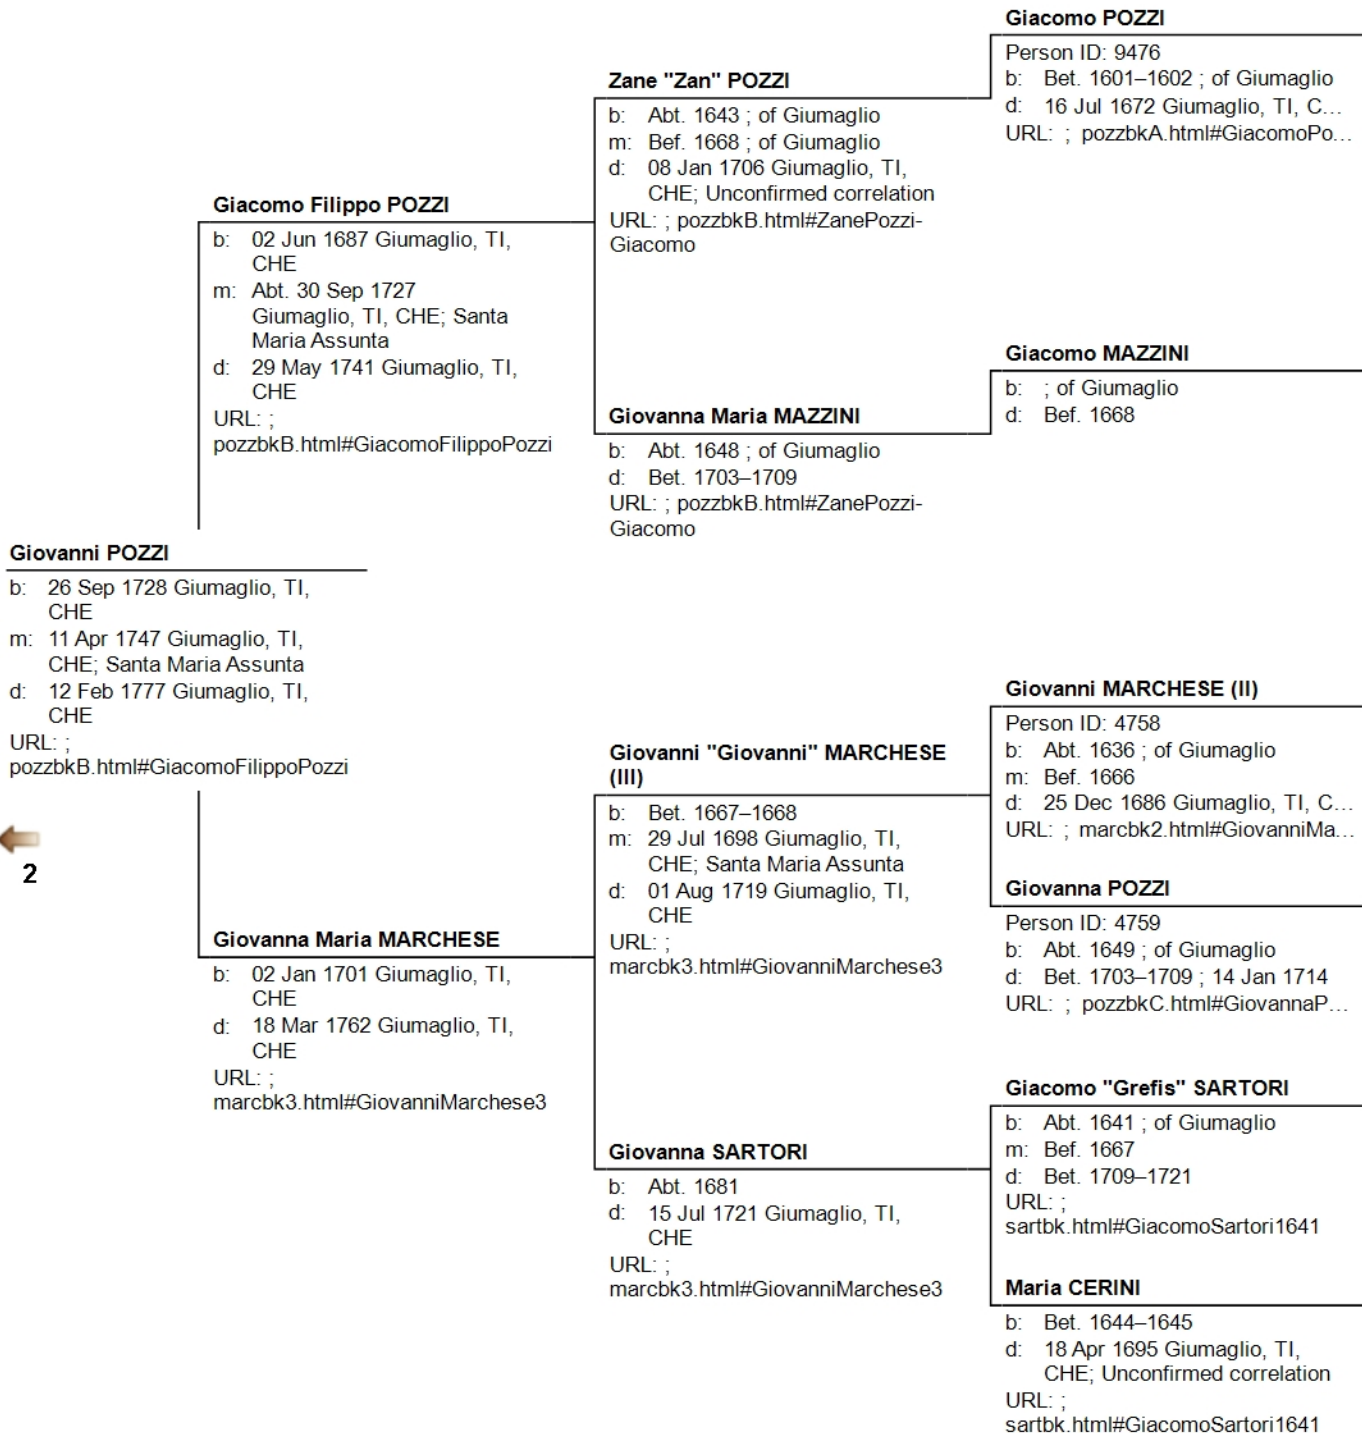 Giacomo POZZI
Person ID: 9476
b: Bet. 1601–1602 ; of Giumaglio
d: 16 Jul 1672 Giumaglio, TI, C...
URL: ; pozzbkA.html#GiacomoPo...
Zane "Zan" POZZI
b: Abt. 1643 ; of Giumaglio
m: Bef. 1668 ; of Giumaglio
d: 08 Jan 1706 Giumaglio, TI,
CHE; Unconfirmed correlation
URL: ; pozzbkB.html#ZanePozzi-
Giacomo
Giacomo Filippo POZZI
b: 02 Jun 1687 Giumaglio, TI,
CHE
m: Abt. 30 Sep 1727
Giumaglio, TI, CHE; Santa
Maria Assunta
d: 29 May 1741 Giumaglio, TI,
CHE
URL: ;
pozzbkB.html#GiacomoFilippoPozzi
Giacomo MAZZINI
b: ; of Giumaglio
d: Bef. 1668
Giovanna Maria MAZZINI
b: Abt. 1648 ; of Giumaglio
d: Bet. 1703–1709
URL: ; pozzbkB.html#ZanePozzi-
Giacomo
Giovanni POZZI
b: 26 Sep 1728 Giumaglio, TI,
CHE
m: 11 Apr 1747 Giumaglio, TI,
CHE; Santa Maria Assunta
d: 12 Feb 1777 Giumaglio, TI,
CHE
URL: ;
pozzbkB.html#GiacomoFilippoPozzi
2
Giovanni MARCHESE (II)
Person ID: 4758
b: Abt. 1636 ; of Giumaglio
m: Bef. 1666
d: 25 Dec 1686 Giumaglio, TI, C...
URL: ; marcbk2.html#GiovanniMa...
Giovanni "Giovanni" MARCHESE
(III)
b: Bet. 1667–1668
m: 29 Jul 1698 Giumaglio, TI,
CHE; Santa Maria Assunta
d: 01 Aug 1719 Giumaglio, TI,
CHE
URL: ;
marcbk3.html#GiovanniMarchese3
Giovanna POZZI
Person ID: 4759
b: Abt. 1649 ; of Giumaglio
d: Bet. 1703–1709 ; 14 Jan 1714
URL: ; pozzbkC.html#GiovannaP...
Giovanna Maria MARCHESE
b: 02 Jan 1701 Giumaglio, TI,
CHE
d: 18 Mar 1762 Giumaglio, TI,
CHE
URL: ;
marcbk3.html#GiovanniMarchese3
Giacomo "Grefis" SARTORI
b: Abt. 1641 ; of Giumaglio
m: Bef. 1667
d: Bet. 1709–1721
URL: ;
sartbk.html#GiacomoSartori1641
Giovanna SARTORI
b: Abt. 1681
d: 15 Jul 1721 Giumaglio, TI,
CHE
URL: ;
marcbk3.html#GiovanniMarchese3
Maria CERINI
b: Bet. 1644–1645
d: 18 Apr 1695 Giumaglio, TI,
CHE; Unconfirmed correlation
URL: ;
sartbk.html#GiacomoSartori1641